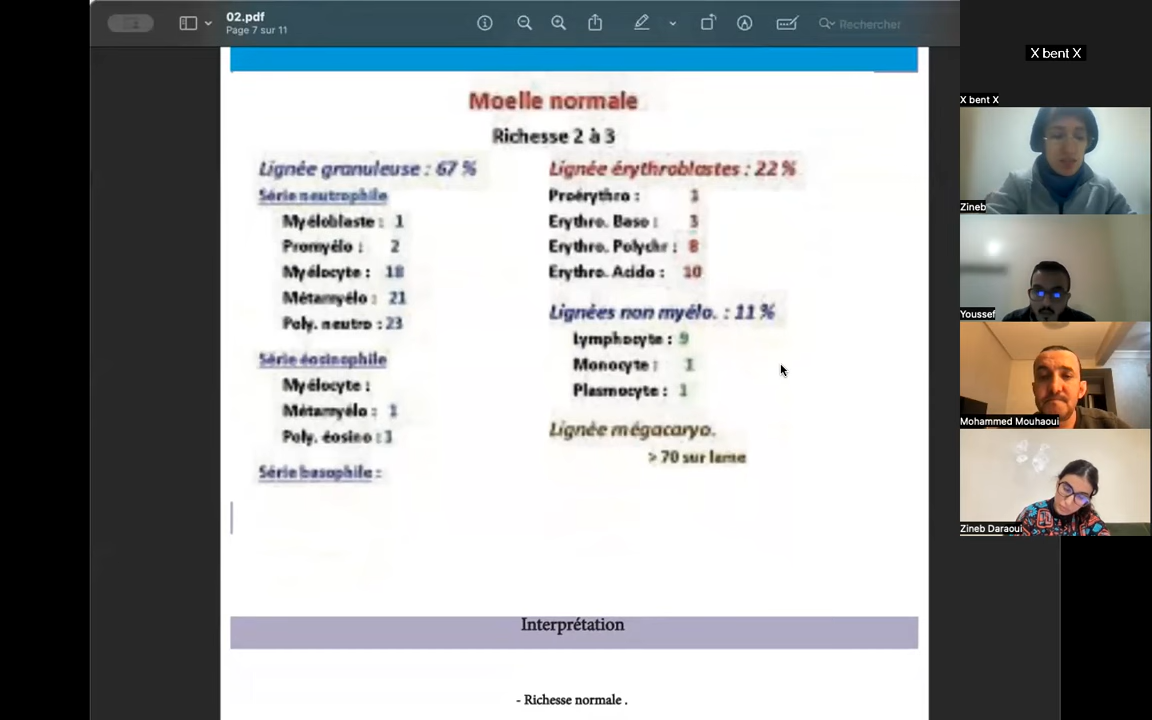 02.pdf
Page 7 sur 11
Rechercher
Moelle normale
Richesse 2 à 3
Lignée granuleuse : 67 %
Série neutrophile
Myéloblaste : 1
Promyélo : 2
Myélocyte : 18
Métamyélo : 21
Poly. neutro : 23
Série éosinophile
Myélocyte :
Métamyélo : 1
Poly. éosino : 1
Série basophile :
Lignée érythroblastes : 22 %
Proérythro : 1
Erythro. Baso : 3
Erythro. Polychr : 8
Erythro. Acido : 10
Lignées non myélo. : 11 %
Lymphocyte : 9
Monocyte : 1
Plasmocyte : 1
Lignée mégacaryo.
> 70 sur lame
Interprétation
- Richesse normale .
X bent X
X bent X
Zineb
Youssef
Mohammed Mouhaoui
Zineb Daraoui